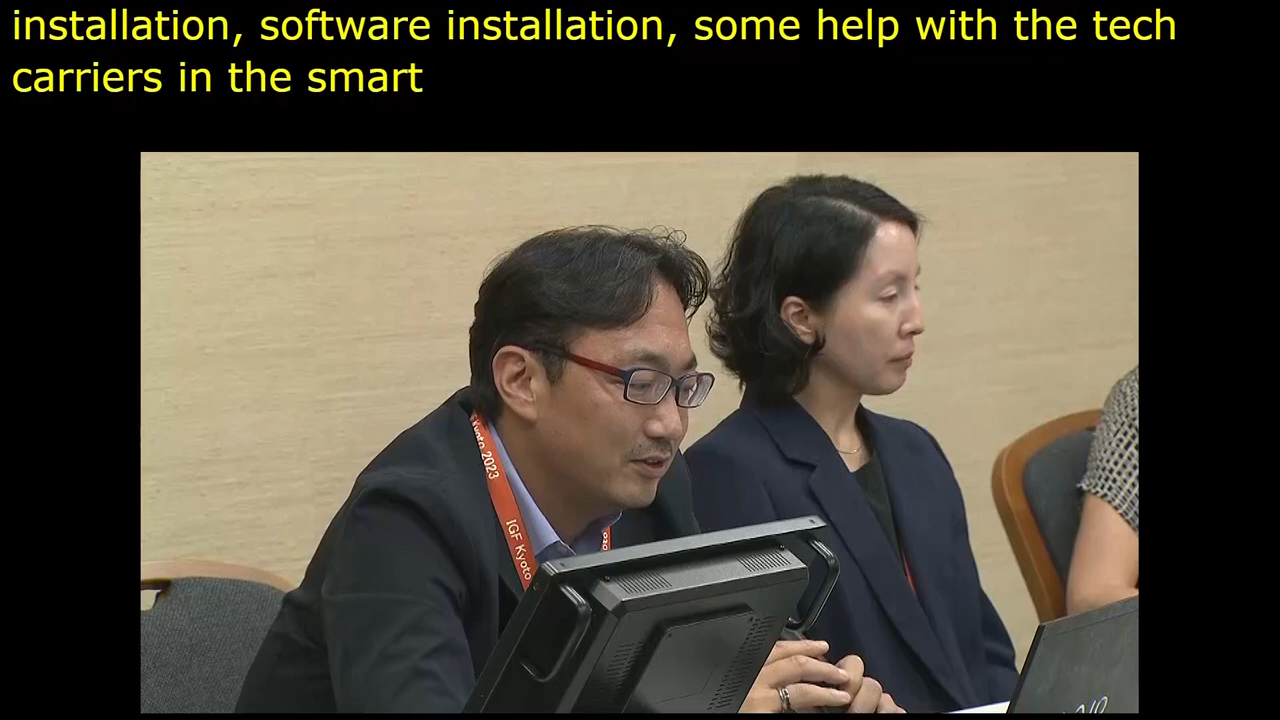 installation, software installation, some help with the tech
carriers in the smart
Kyoto 2023
IGF Kyoto